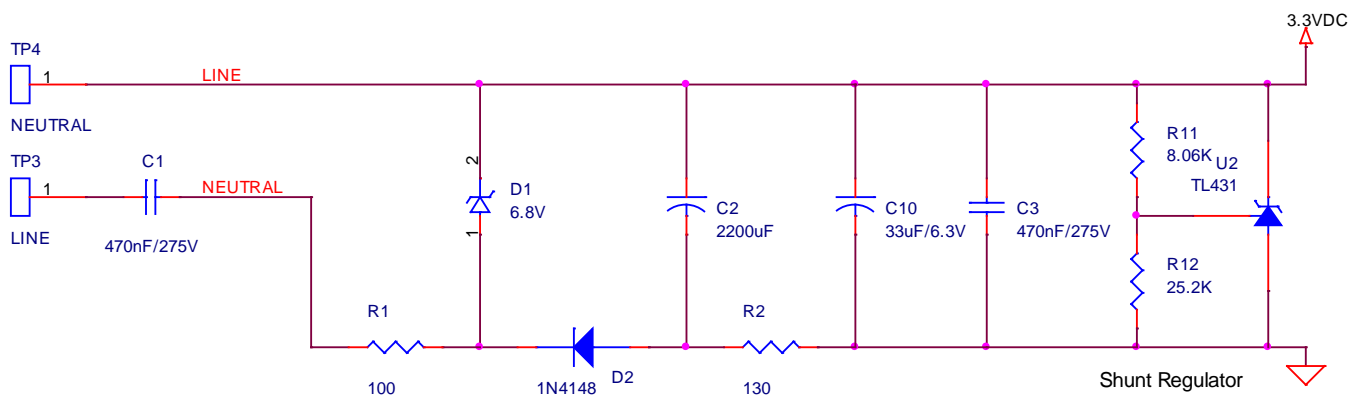 3.3VDC
TP4
1
LINE
NEUTRAL
TP3
1
C1
NEUTRAL
LINE
470nF/275V
2
D1
6.8V
1
C2
2200uF
C10
33uF/6.3V
C3
470nF/275V
R11
8.06K
U2
TL431
R12
25.2K
R1
100
1N4148
D2
R2
130
Shunt Regulator